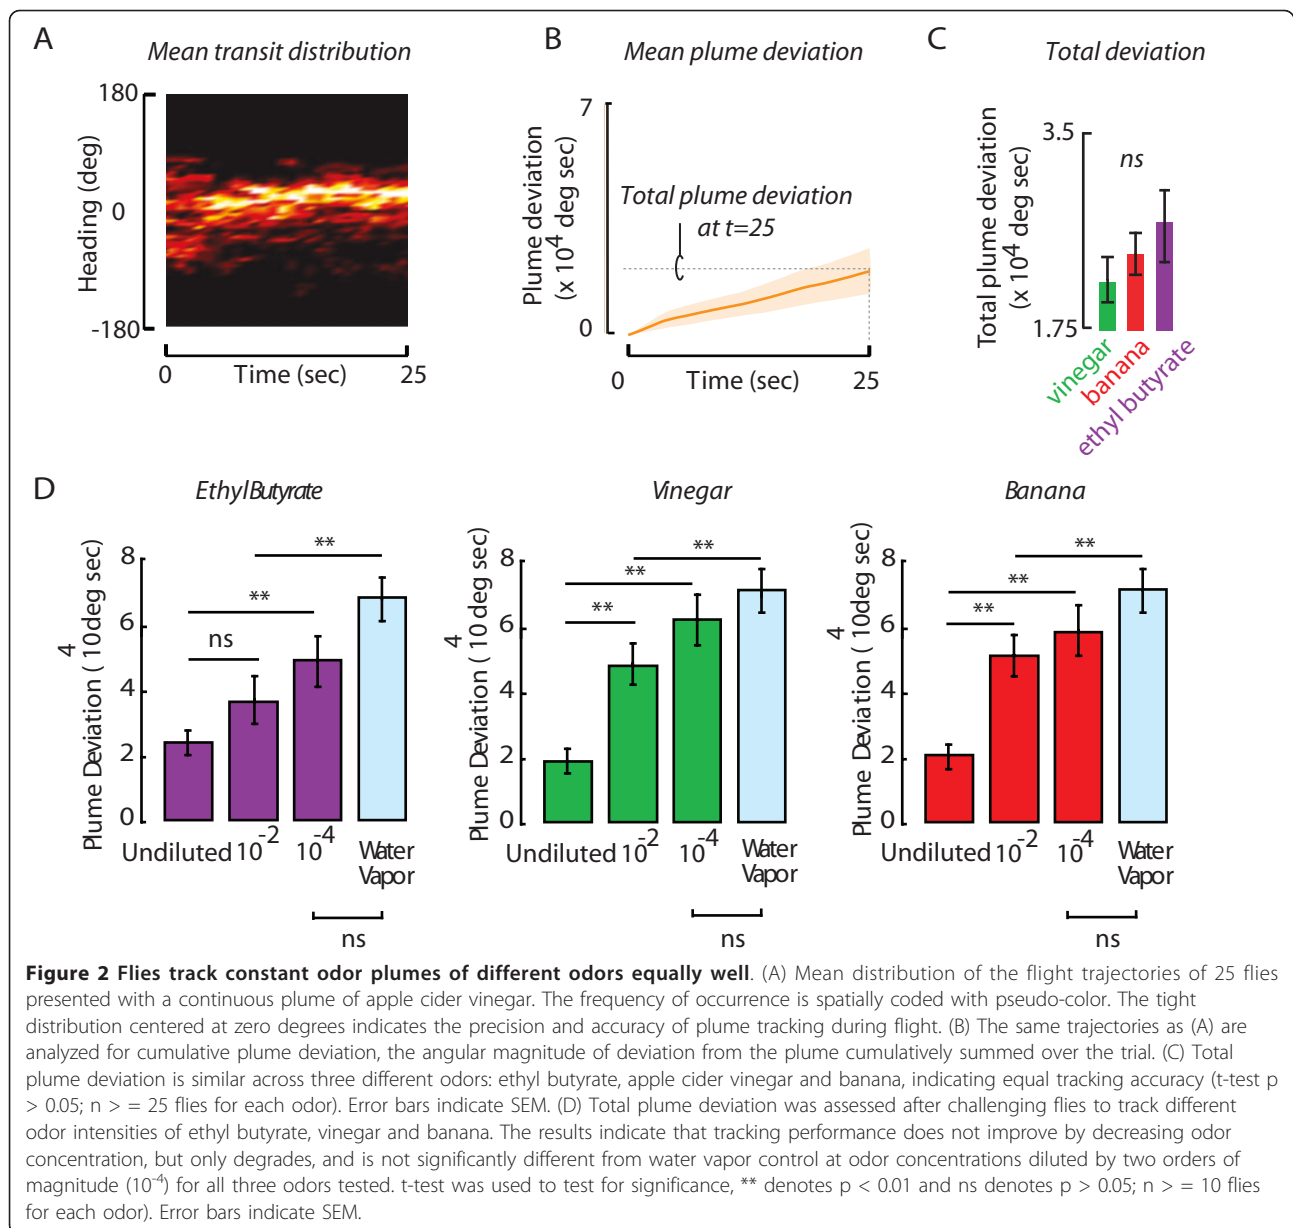 A
Mean transit distribution
180
0
-180
Heading (deg)
0
Time (sec)
25
B
Mean plume deviation
7
0
Plume deviation
(x 10^4 deg sec)
Total plume deviation
at t=25
0
Time (sec)
25
C
Total deviation
3.5
1.75
Total plume deviation
(x 10^4 deg sec)
ns
vinegar
banana
ethyl butyrate
D
EthylButyrate
8
6
4
2
0
Plume Deviation ( 10^4 deg sec)
**
**
ns
Undiluted
10^-2
10^-4
Water
Vapor
ns
Vinegar
8
6
4
2
0
Plume Deviation ( 10^4 deg sec)
**
**
**
Undiluted
10^-2
10^-4
Water
Vapor
ns
Banana
8
6
4
2
0
Plume Deviation ( 10^4 deg sec)
**
**
**
Undiluted
10^-2
10^-4
Water
Vapor
ns
Figure 2 Flies track constant odor plumes of different odors equally well. (A) Mean distribution of the flight trajectories of 25 flies
presented with a continuous plume of apple cider vinegar. The frequency of occurrence is spatially coded with pseudo-color. The tight
distribution centered at zero degrees indicates the precision and accuracy of plume tracking during flight. (B) The same trajectories as (A) are
analyzed for cumulative plume deviation, the angular magnitude of deviation from the plume cumulatively summed over the trial. (C) Total
plume deviation is similar across three different odors: ethyl butyrate, apple cider vinegar and banana, indicating equal tracking accuracy (t-test p
> 0.05; n > = 25 flies for each odor). Error bars indicate SEM. (D) Total plume deviation was assessed after challenging flies to track different
odor intensities of ethyl butyrate, vinegar and banana. The results indicate that tracking performance does not improve by decreasing odor
concentration, but only degrades, and is not significantly different from water vapor control at odor concentrations diluted by two orders of
magnitude (10^-4) for all three odors tested. t-test was used to test for significance, ** denotes p < 0.01 and ns denotes p > 0.05; n > = 10 flies
for each odor). Error bars indicate SEM.